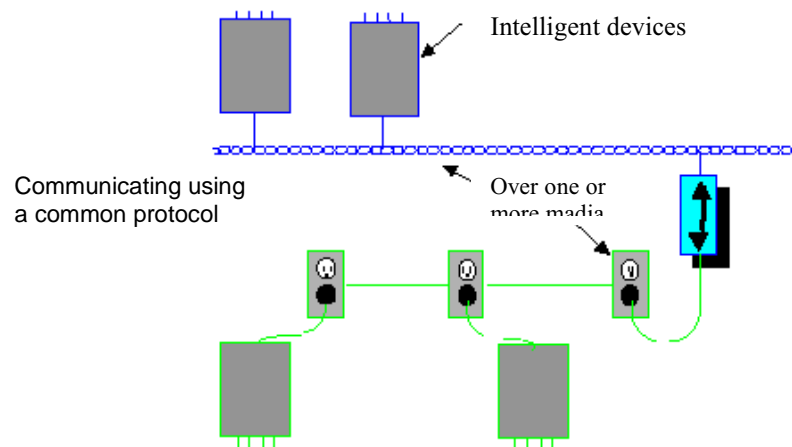 Intelligent devices
Communicating using
a common protocol
Over one or
more madia